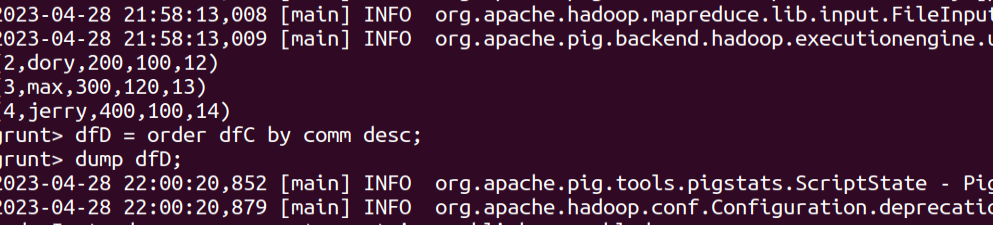 2023-04-28 21:58:13,008 [main] INFO  org.apache.hadoop.mapreduce.lib.input.FileInput
2023-04-28 21:58:13,009 [main] INFO  org.apache.pig.backend.hadoop.executionengine.u
(2,dory,200,100,12)
(3,max,300,120,13)
(4,jerry,400,100,14)
grunt> dfD = order dfC by comm desc;
grunt> dump dfD;
2023-04-28 22:00:20,852 [main] INFO  org.apache.pig.tools.pigstats.ScriptState - Pig
2023-04-28 22:00:20,879 [main] INFO  org.apache.hadoop.conf.Configuration.deprecatio